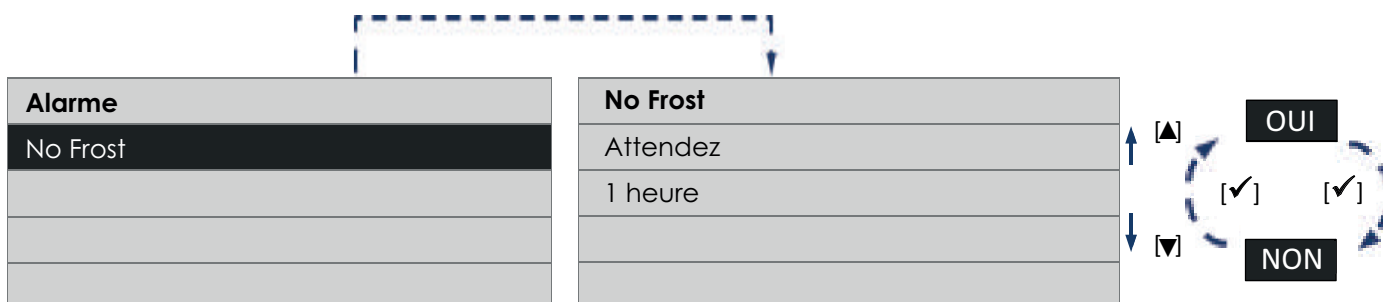 Alarme
No Frost
No Frost
Attendez
1 heure
[▲]
[▼]
OUI
[✓] [✓]
NON